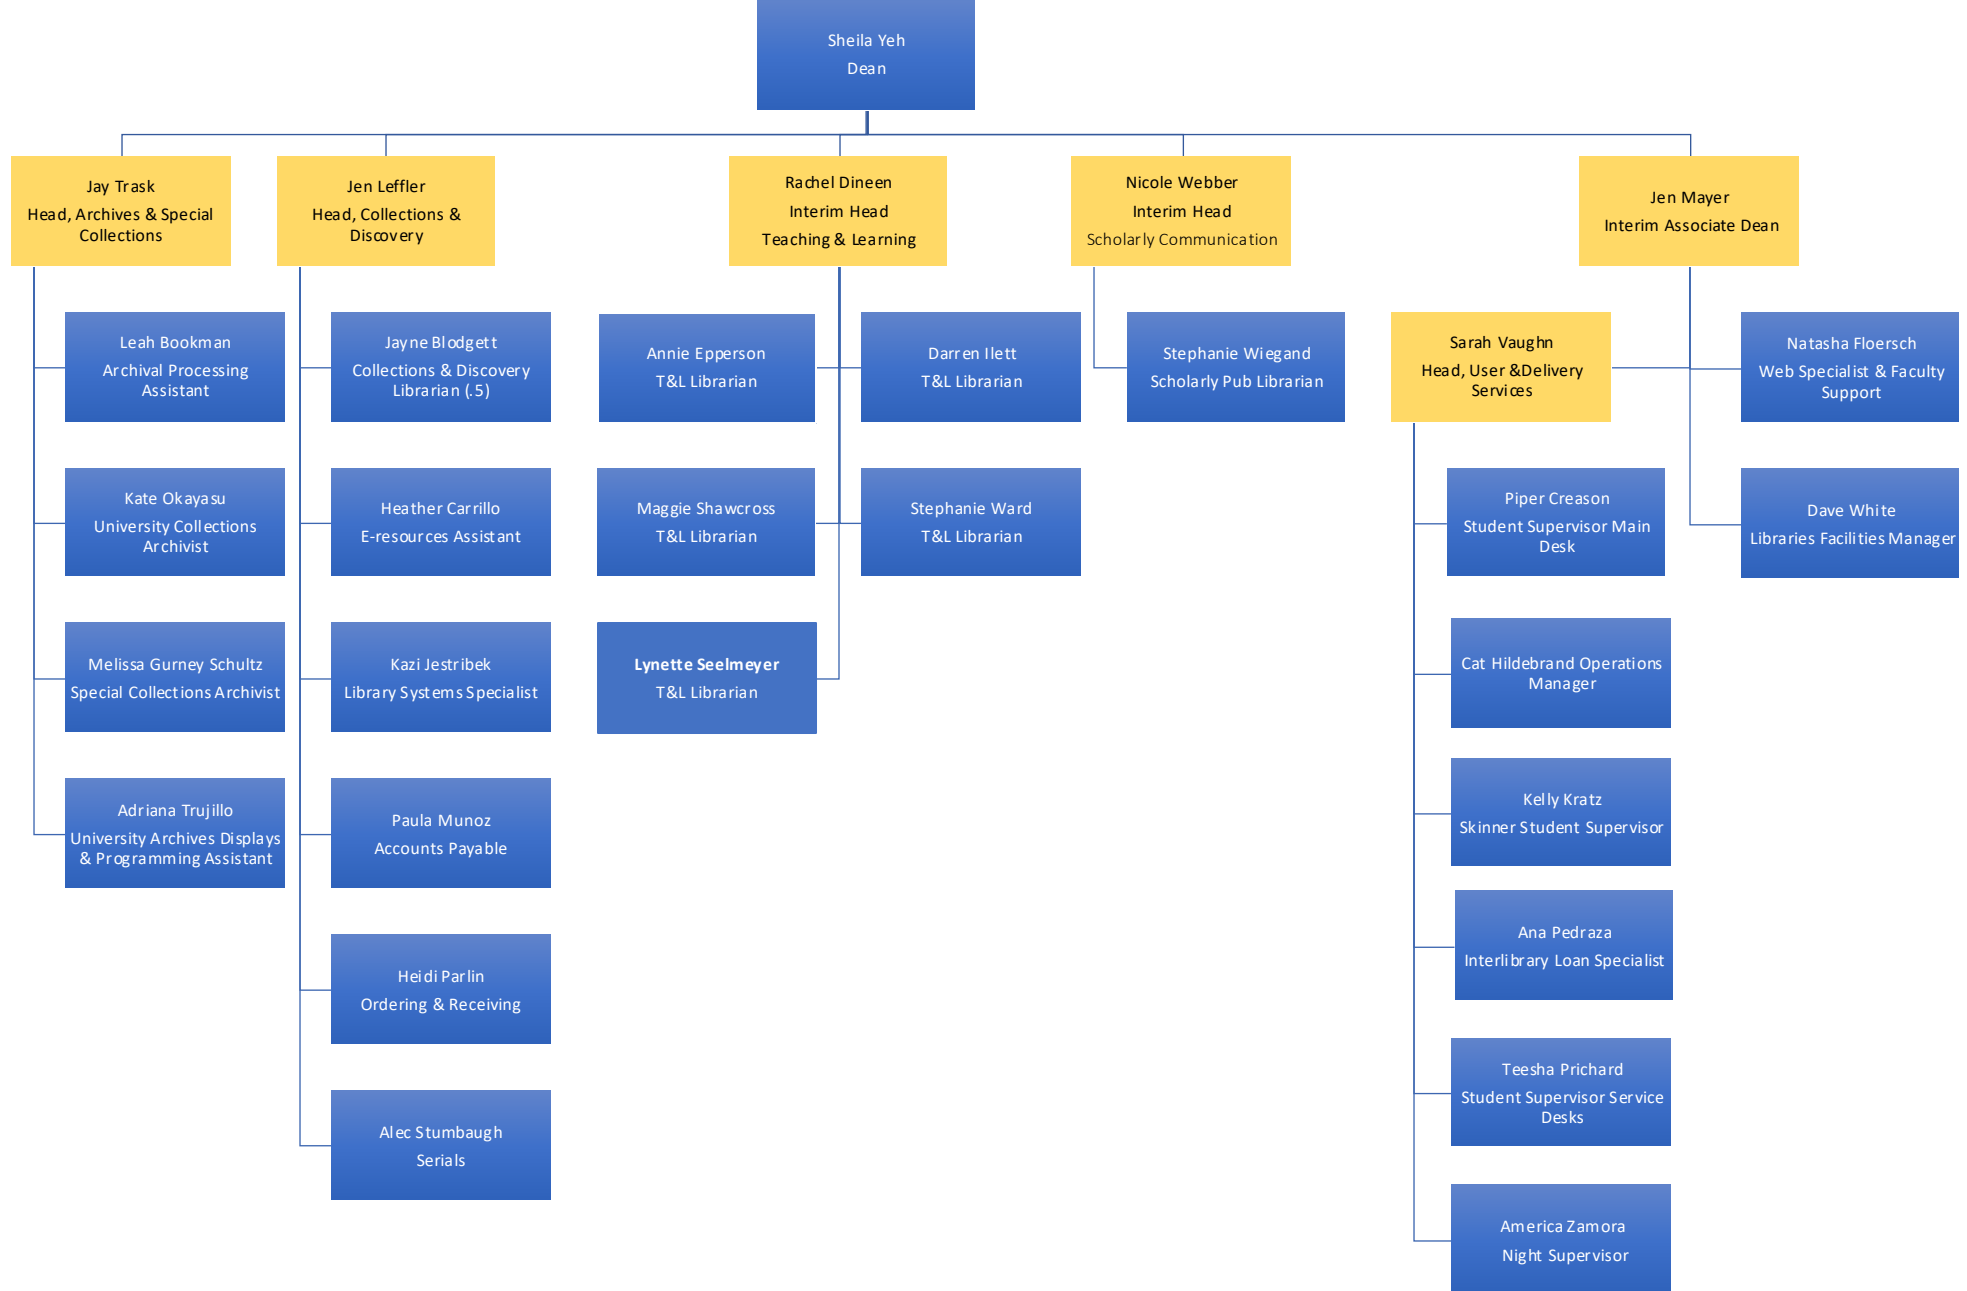 Sheila Yeh
Dean
Jay Trask
Head, Archives & Special
Collections
Jen Leffler
Head, Collections &
Discovery
Rachel Dineen
Interim Head
Teaching & Learning
Nicole Webber
Interim Head
Scholarly Communication
Jen Mayer
Interim Associate Dean
Leah Bookman
Archival Processing
Assistant
Kate Okayasu
University Collections
Archivist
Melissa Gurney Schultz
Special Collections Archivist
Adriana Trujillo
University Archives Displays
& Programming Assistant
Jayne Blodgett
Collections & Discovery
Librarian (.5)
Heather Carrillo
E-resources Assistant
Kazi Jestribek
Library Systems Specialist
Paula Munoz
Accounts Payable
Heidi Parlin
Ordering & Receiving
Alec Stumbaugh
Serials
Annie Epperson
T&L Librarian
Darren Ilett
T&L Librarian
Maggie Shawcross
T&L Librarian
Stephanie Ward
T&L Librarian
Lynette Seelmeyer
T&L Librarian
Stephanie Wiegand
Scholarly Pub Librarian
Sarah Vaughn
Head, User &Delivery
Services
Natasha Floersch
Web Specialist & Faculty
Support
Dave White
Libraries Facilities Manager
Piper Creason
Student Supervisor Main
Desk
Cat Hildebrand Operations
Manager
Kelly Kratz
Skinner Student Supervisor
Ana Pedraza
Interlibrary Loan Specialist
Teesha Prichard
Student Supervisor Service
Desks
America Zamora
Night Supervisor